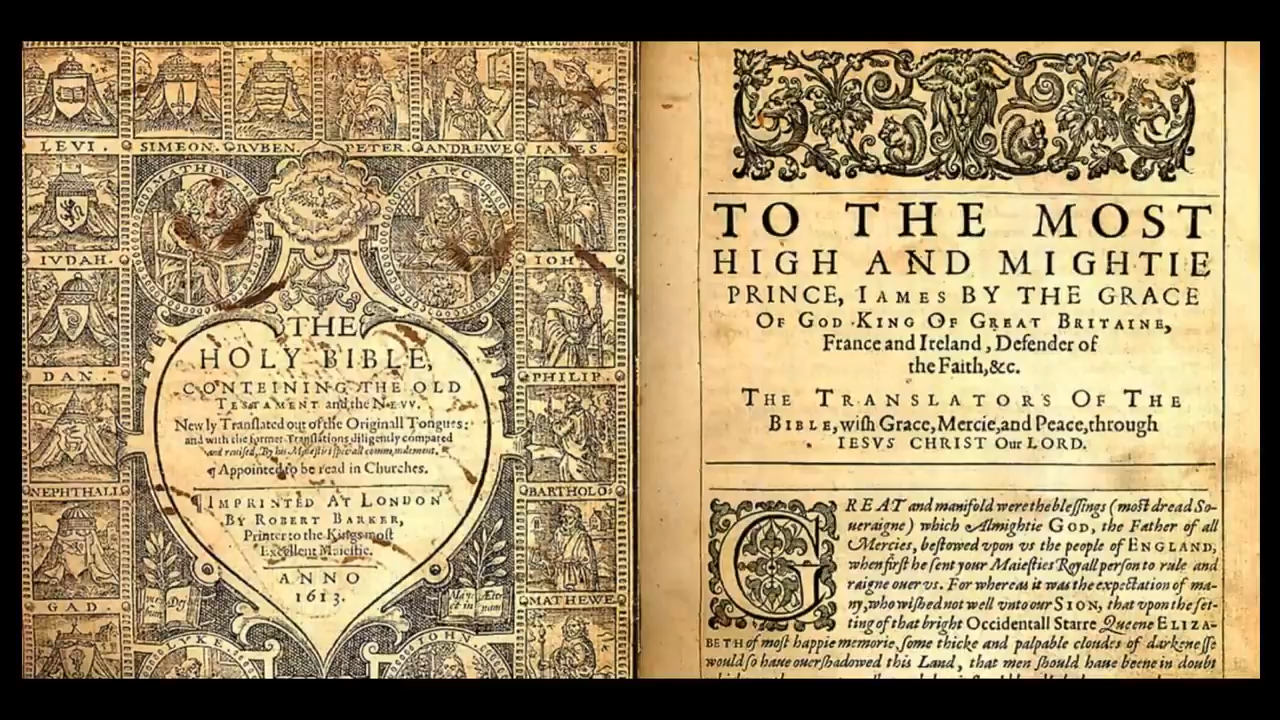 LEVI. SIMEON. RVBEN. PETER. ANDREWE IAMES
MATHEW MARC
IVDAH. IOHN
DAN. PHILIP.
NEPHTHALI BARTHOLO:
GAD. MATHEWE
LVKE IOHN
THE
HOLY BIBLE,
CONTEINING THE OLD
TESTAMENT and the NEVV.
Newly Translated out of the Originall Tongues:
and with the former Translations diligently compared
and reuised, By his Maiesties speciall commandement.
¶ Appointed to be read in Churches.
¶ IMPRINTED AT LONDON
BY ROBERT BARKER,
Printer to the Kings most
Excellent Maiestie.
ANNO
1613.
TO THE MOST
HIGH AND MIGHTIE
PRINCE, IAMES BY THE GRACE
OF GOD KING OF GREAT BRITAINE,
France and Ireland, Defender of
the Faith, &c.
THE TRANSLATORS OF THE
BIBLE, wish Grace, Mercie, and Peace, through
IESVS CHRIST Our LORD.
GREAT and manifold were the blessings (most dread So-
ueraigne) which Almightie GOD, the Father of all
Mercies, bestowed vpon vs the people of ENGLAND,
when first he sent your Maiesties Royall person to rule and
raigne ouer vs. For whereas it was the expectation of ma-
ny, who wished not well vnto our SION, that vpon the set-
ting of that bright Occidentall Starre Queene ELIZA-
BETH of most happie memorie, some thicke and palpable cloudes of darkenesse
would so haue ouershadowed this Land, that men should haue beene in doubt